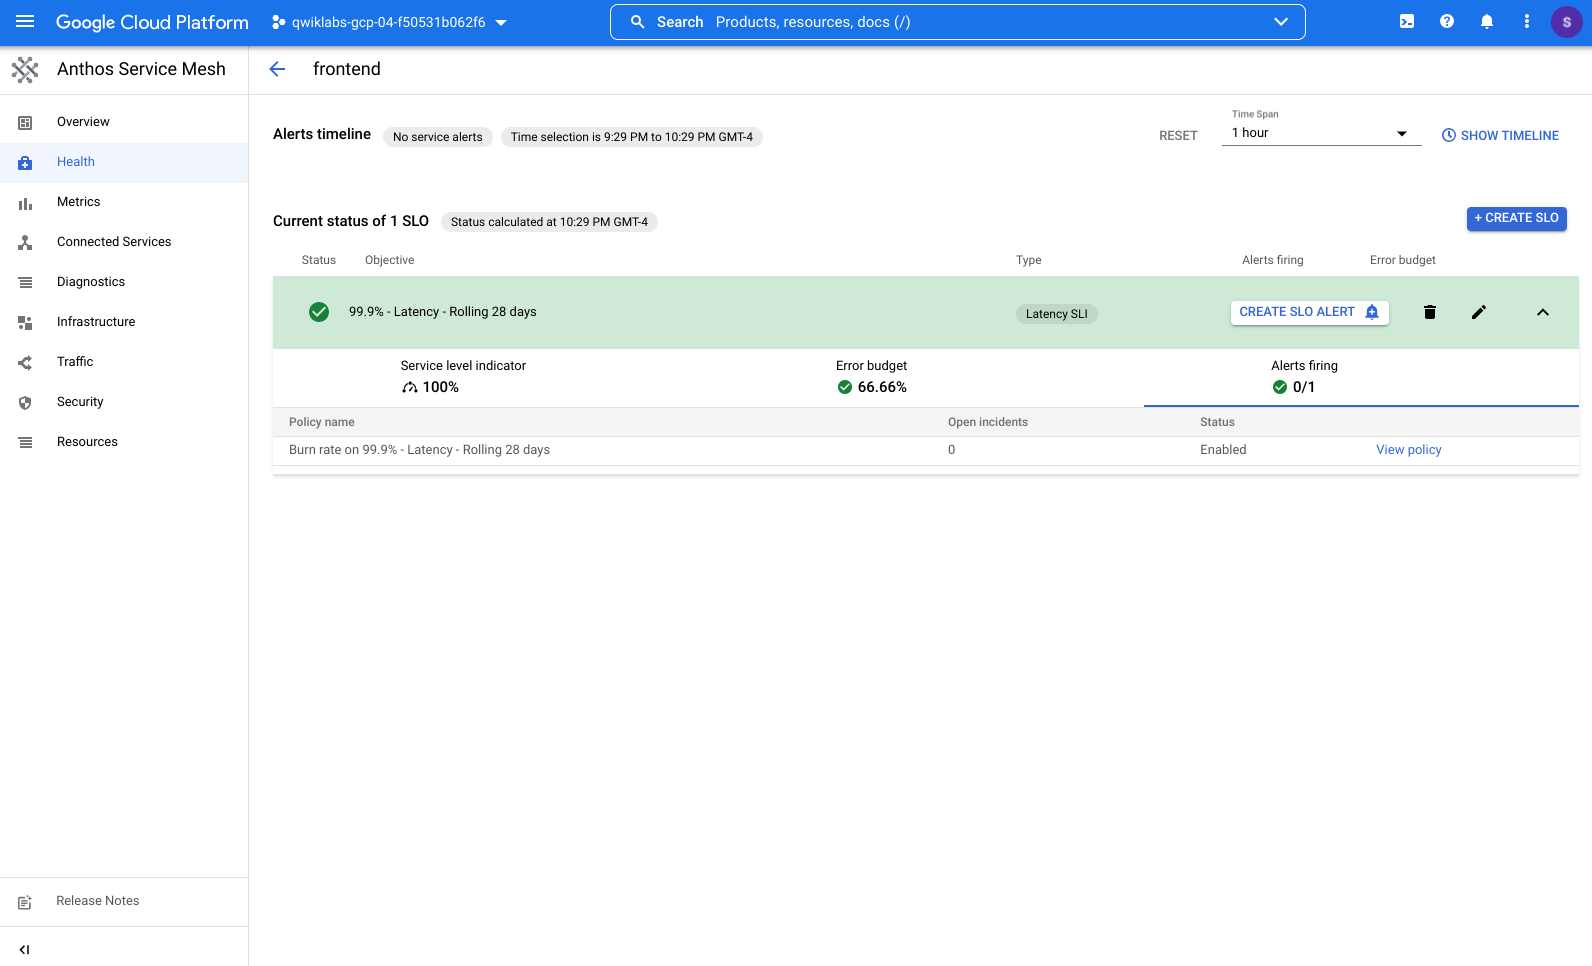 Google Cloud Platform
qwiklabs-gcp-04-f50531b062f6
Search Products, resources, docs (/)
S
Anthos Service Mesh
frontend
Overview
Health
Metrics
Connected Services
Diagnostics
Infrastructure
Traffic
Security
Resources
Release Notes
Alerts timeline
No service alerts
Time selection is 9:29 PM to 10:29 PM GMT-4
RESET
Time Span
1 hour
SHOW TIMELINE
Current status of 1 SLO
Status calculated at 10:29 PM GMT-4
+ CREATE SLO
Status Objective Type Alerts firing Error budget
99.9% - Latency - Rolling 28 days
Latency SLI
CREATE SLO ALERT
Service level indicator
100%
Error budget
66.66%
Alerts firing
0/1
Policy name Open incidents Status
Burn rate on 99.9% - Latency - Rolling 28 days 0 Enabled View policy